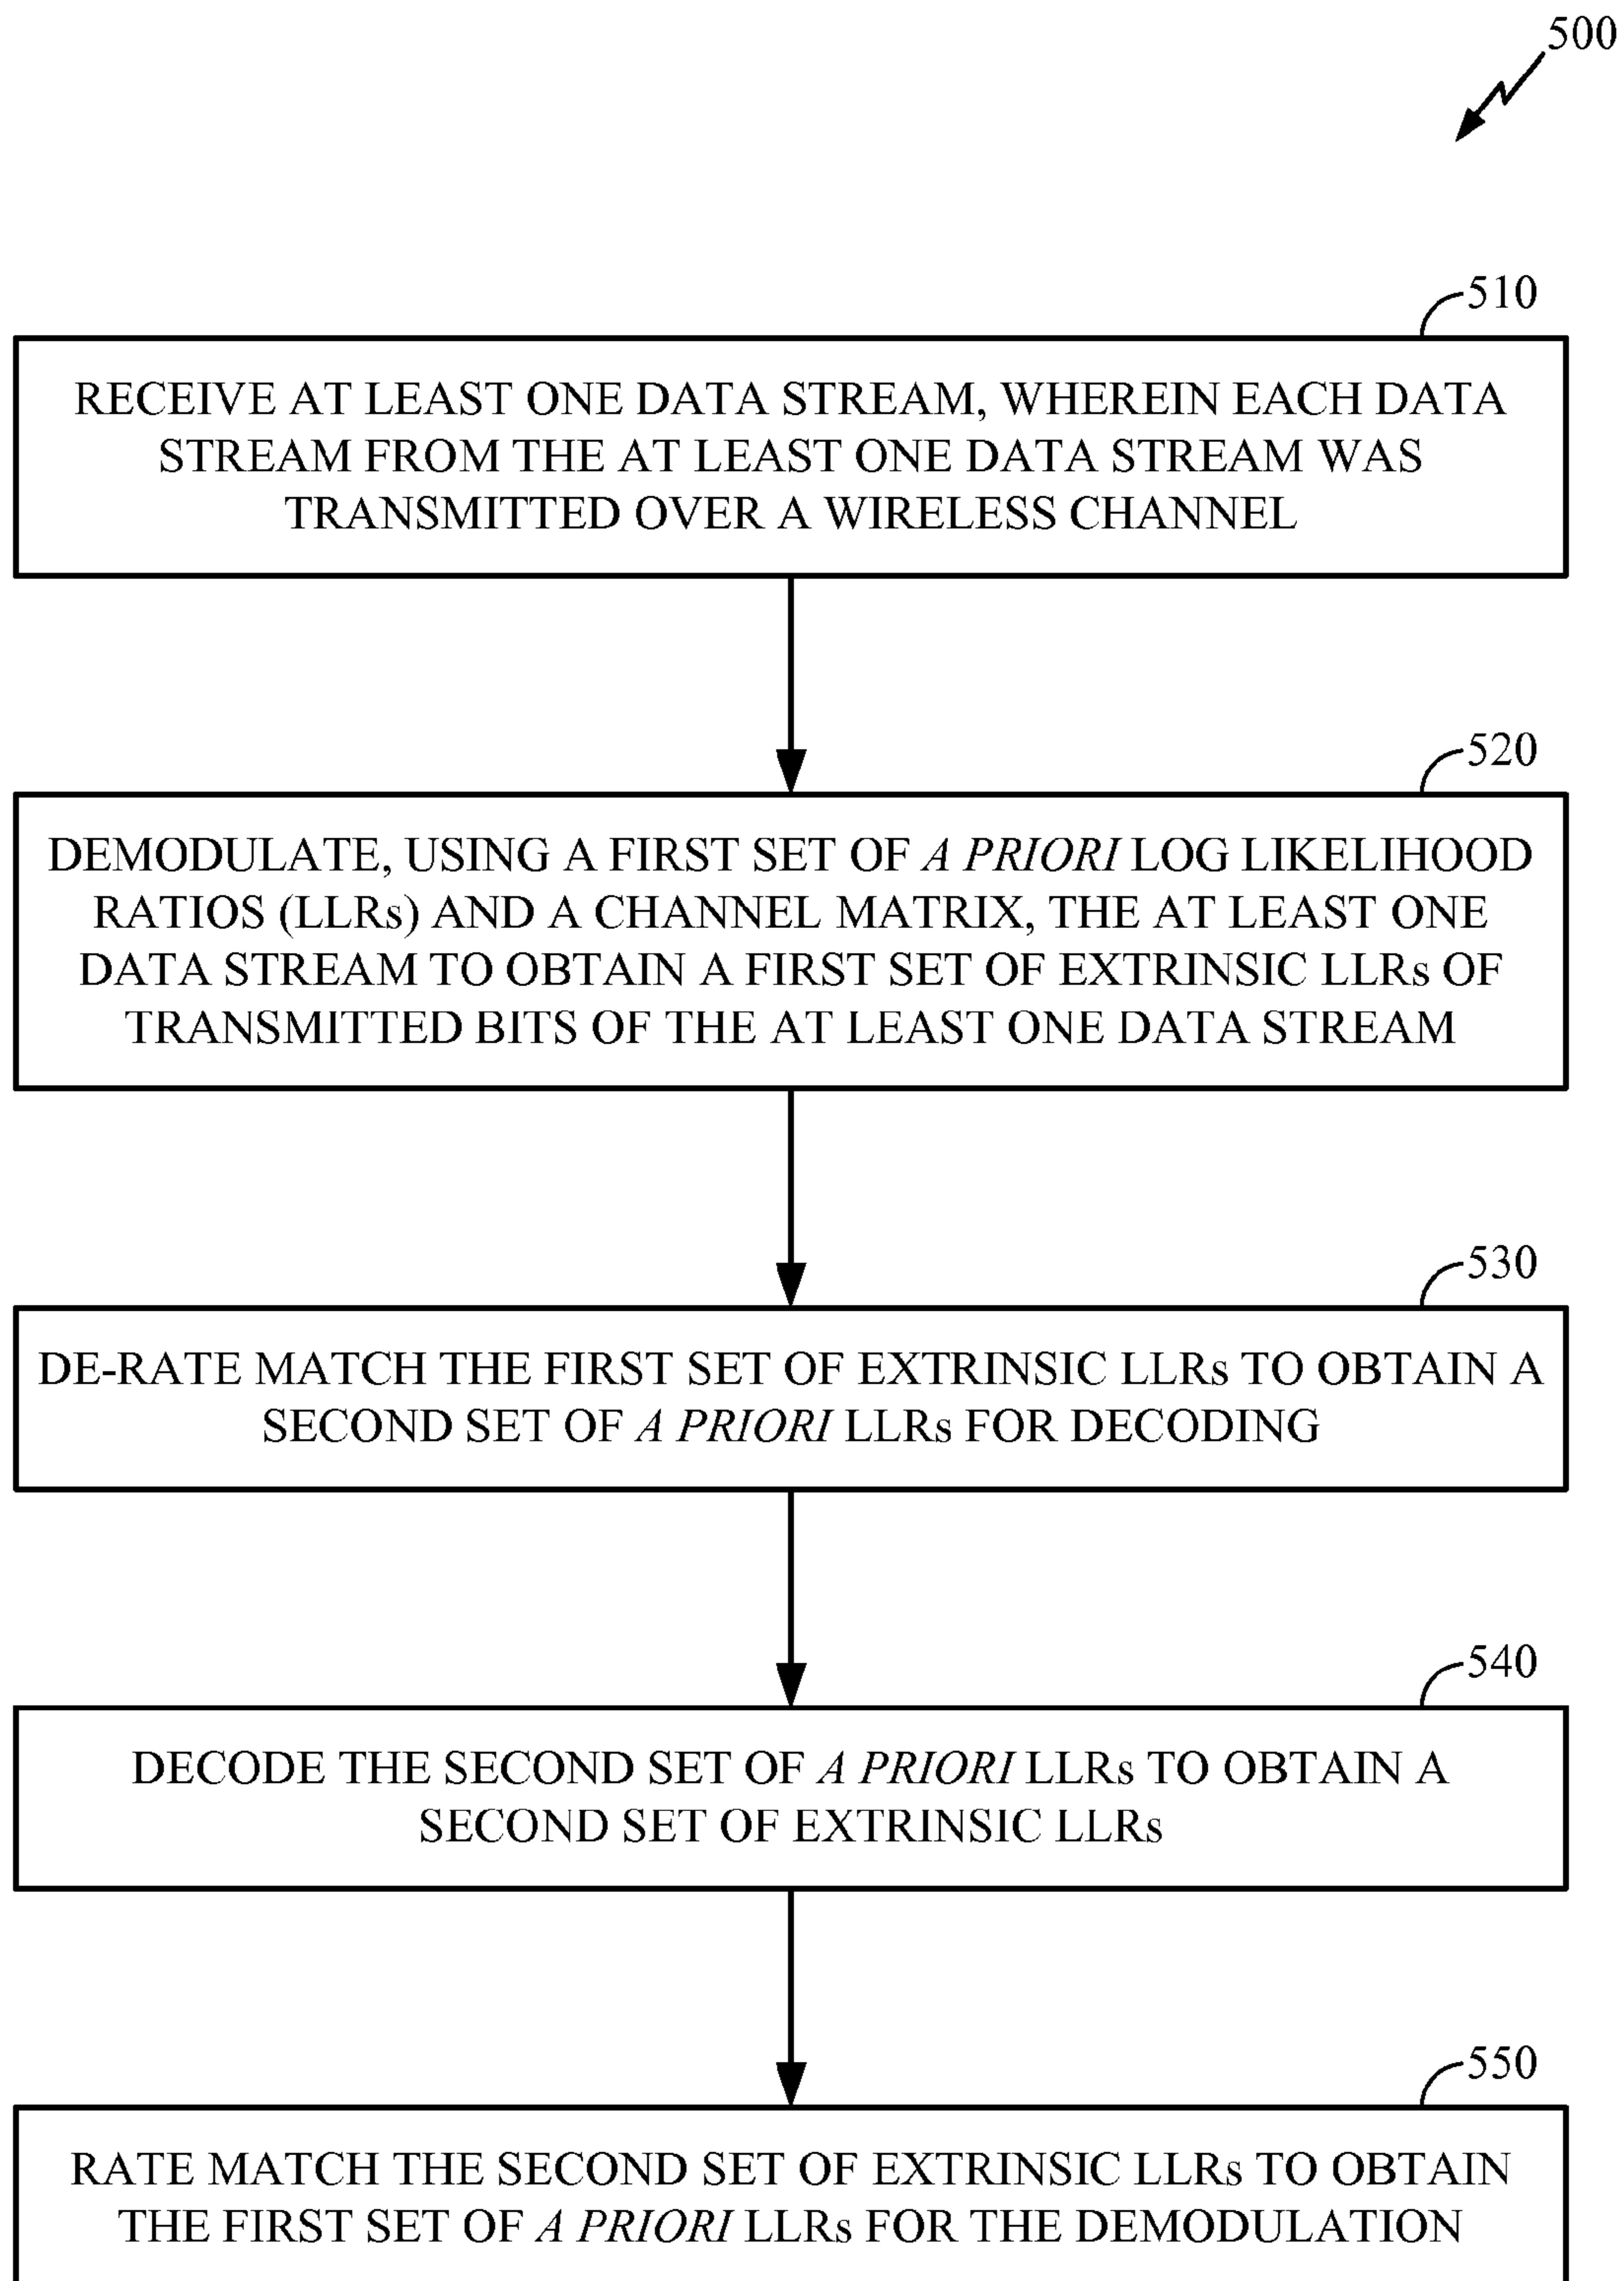 500
510
RECEIVE AT LEAST ONE DATA STREAM, WHEREIN EACH DATA
STREAM FROM THE AT LEAST ONE DATA STREAM WAS
TRANSMITTED OVER A WIRELESS CHANNEL
520
DEMODULATE, USING A FIRST SET OF A PRIORI LOG LIKELIHOOD
RATIOS (LLRs) AND A CHANNEL MATRIX, THE AT LEAST ONE
DATA STREAM TO OBTAIN A FIRST SET OF EXTRINSIC LLRs OF
TRANSMITTED BITS OF THE AT LEAST ONE DATA STREAM
530
DE-RATE MATCH THE FIRST SET OF EXTRINSIC LLRs TO OBTAIN A
SECOND SET OF A PRIORI LLRs FOR DECODING
540
DECODE THE SECOND SET OF A PRIORI LLRs TO OBTAIN A
SECOND SET OF EXTRINSIC LLRs
550
RATE MATCH THE SECOND SET OF EXTRINSIC LLRs TO OBTAIN
THE FIRST SET OF A PRIORI LLRs FOR THE DEMODULATION